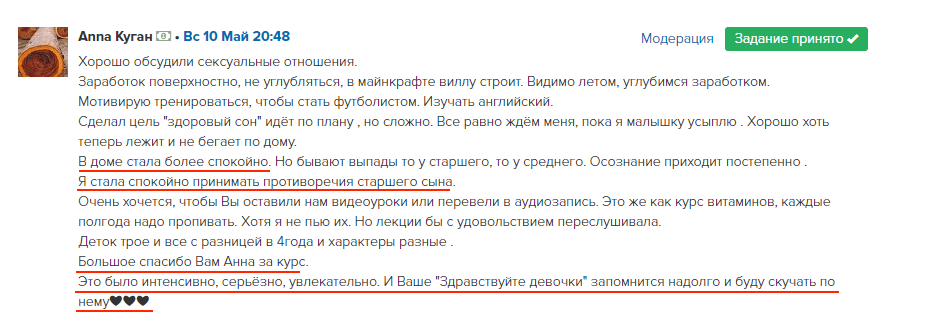 Anna Куган • Вс 10 Май 20:48
Модерация
Задание принято
Хорошо обсудили сексуальные отношения.
Заработок поверхностно, не углубляться, в майнкрафте виллу строит. Видимо летом, углубимся заработком.
Мотивирую тренироваться, чтобы стать футболистом. Изучать английский.
Сделал цель "здоровый сон" идёт по плану , но сложно. Все равно ждём меня, пока я малышку усыплю . Хорошо хоть
теперь лежит и не бегает по дому.
В доме стала более спокойно. Но бывают выпады то у старшего, то у среднего. Осознание приходит постепенно .
Я стала спокойно принимать противоречия старшего сына.
Очень хочется, чтобы Вы оставили нам видеоуроки или перевели в аудиозапись. Это же как курс витаминов, каждые
полгода надо пропивать. Хотя я не пью их. Но лекции бы с удовольствием переслушивала.
Деток трое и все с разницей в 4года и характеры разные .
Большое спасибо Вам Анна за курс.
Это было интенсивно, серьёзно, увлекательно. И Ваше "Здравствуйте девочки" запомнится надолго и буду скучать по
нему🖤🖤🖤